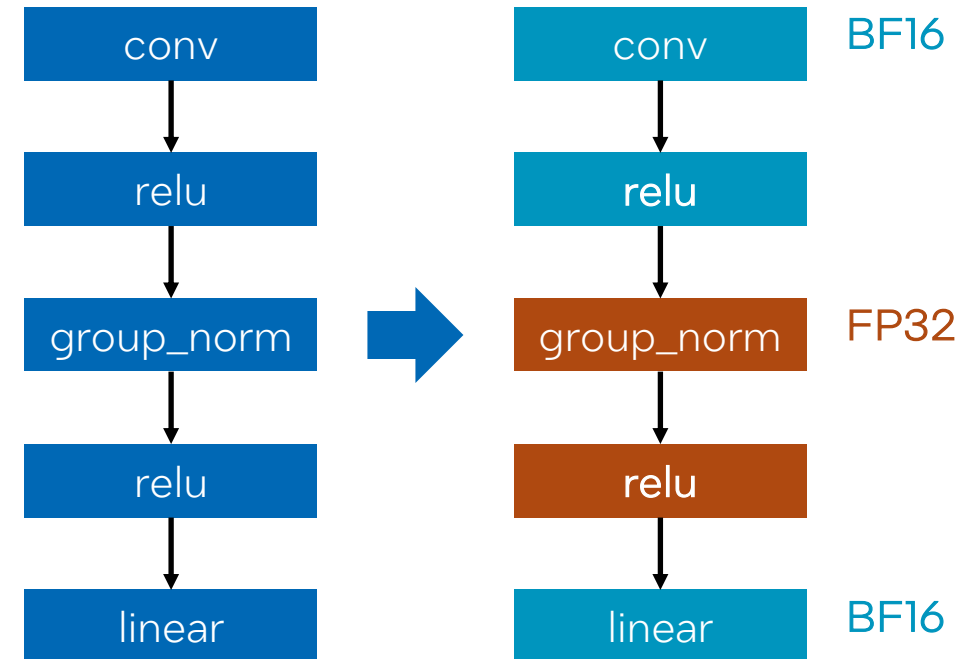 conv
relu
group_norm
relu
linear
conv
BF16
relu
group_norm
FP32
relu
linear
BF16